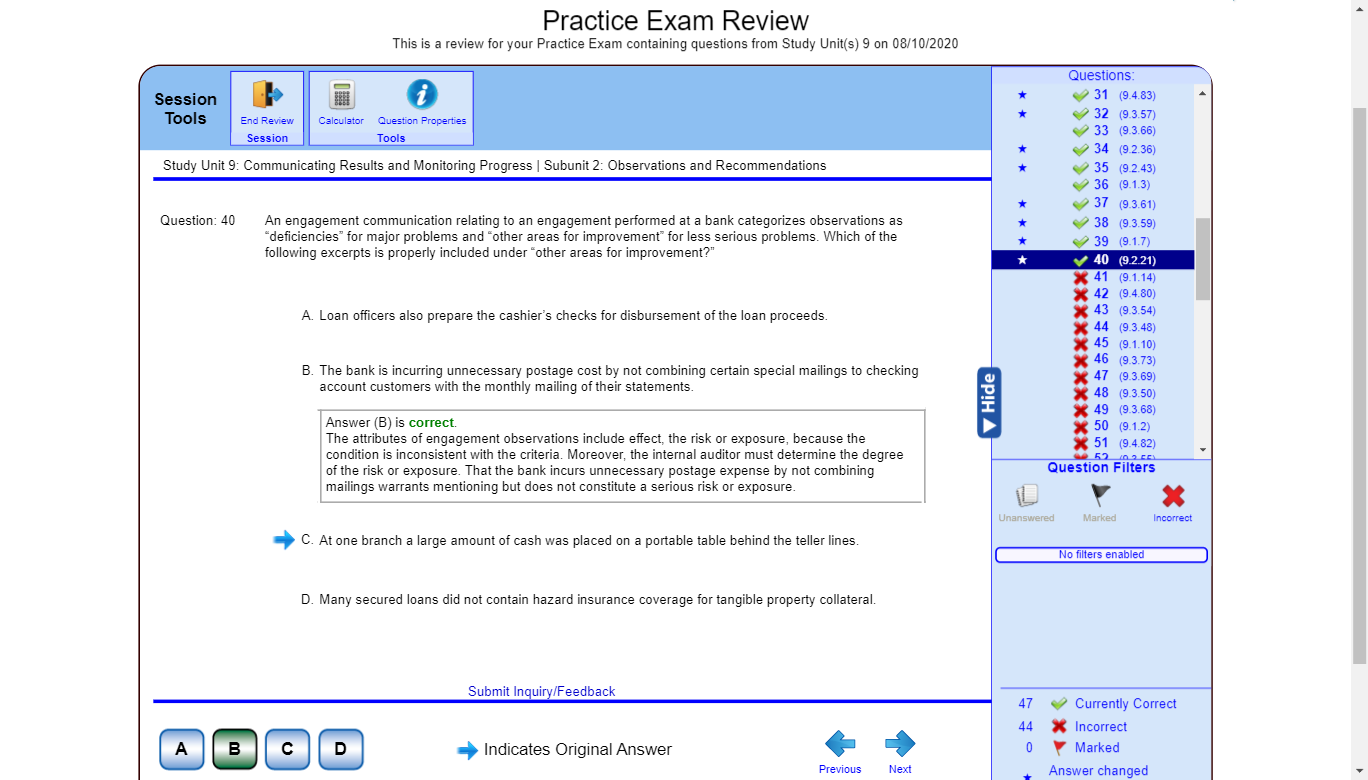 Practice Exam Review
This is a review for your Practice Exam containing questions from Study Unit(s) 9 on 08/10/2020
Session
Tools
End Review
Session
Calculator
Question Properties
Tools
Study Unit 9: Communicating Results and Monitoring Progress | Subunit 2: Observations and Recommendations
Question: 40
An engagement communication relating to an engagement performed at a bank categorizes observations as
“deficiencies” for major problems and “other areas for improvement” for less serious problems. Which of the
following excerpts is properly included under “other areas for improvement?”
A. Loan officers also prepare the cashier’s checks for disbursement of the loan proceeds.
B. The bank is incurring unnecessary postage cost by not combining certain special mailings to checking
account customers with the monthly mailing of their statements.
Answer (B) is correct.
The attributes of engagement observations include effect, the risk or exposure, because the
condition is inconsistent with the criteria. Moreover, the internal auditor must determine the degree
of the risk or exposure. That the bank incurs unnecessary postage expense by not combining
mailings warrants mentioning but does not constitute a serious risk or exposure.
C. At one branch a large amount of cash was placed on a portable table behind the teller lines.
D. Many secured loans did not contain hazard insurance coverage for tangible property collateral.
Submit Inquiry/Feedback
A B C D
Indicates Original Answer
Previous
Next
Questions:
31 (9.4.83)
32 (9.3.57)
33 (9.3.66)
34 (9.2.36)
35 (9.2.43)
36 (9.1.3)
37 (9.3.61)
38 (9.3.59)
39 (9.1.7)
40 (9.2.21)
41 (9.1.14)
42 (9.4.80)
43 (9.3.54)
44 (9.3.48)
45 (9.1.10)
46 (9.3.73)
47 (9.3.69)
48 (9.3.50)
49 (9.3.68)
50 (9.1.2)
51 (9.4.82)
52 (9.3.55)
Hide
Question Filters
Unanswered
Marked
Incorrect
No filters enabled
47 Currently Correct
44 Incorrect
0 Marked
Answer changed